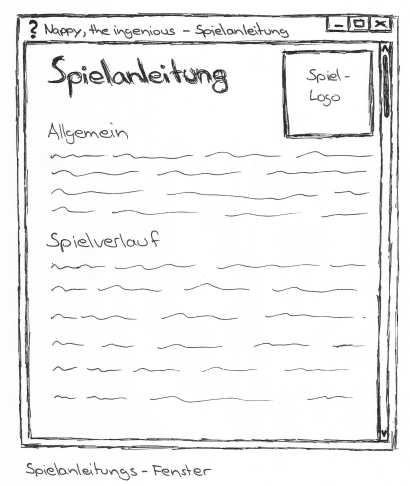 ? Nappy, the ingenious - Spielanleitung
Spielanleitung
Spiel-
Logo
Allgemein
Spielverlauf
Spielanleitungs-Fenster